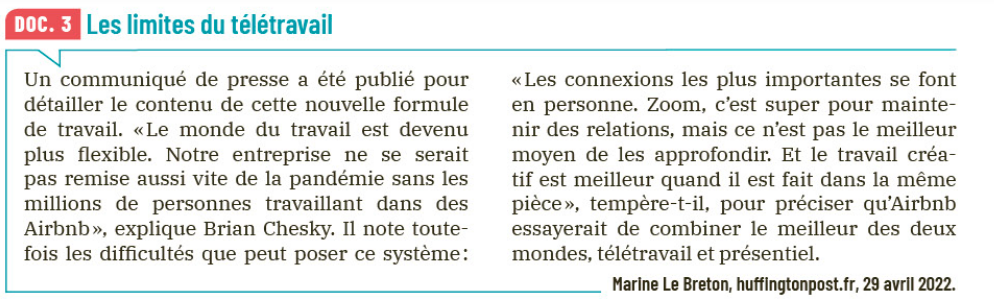 DOC. 3 Les limites du télétravail
Un communiqué de presse a été publié pour
détailler le contenu de cette nouvelle formule
de travail. «Le monde du travail est devenu
plus flexible. Notre entreprise ne se serait
pas remise aussi vite de la pandémie sans les
millions de personnes travaillant dans des
Airbnb», explique Brian Chesky. Il note toute-
fois les difficultés que peut poser ce système:
«Les connexions les plus importantes se font
en personne. Zoom, c’est super pour mainte-
nir des relations, mais ce n’est pas le meilleur
moyen de les approfondir. Et le travail créa-
tif est meilleur quand il est fait dans la même
pièce», tempère-t-il, pour préciser qu’Airbnb
essayerait de combiner le meilleur des deux
mondes, télétravail et présentiel.
Marine Le Breton, huffingtonpost.fr, 29 avril 2022.